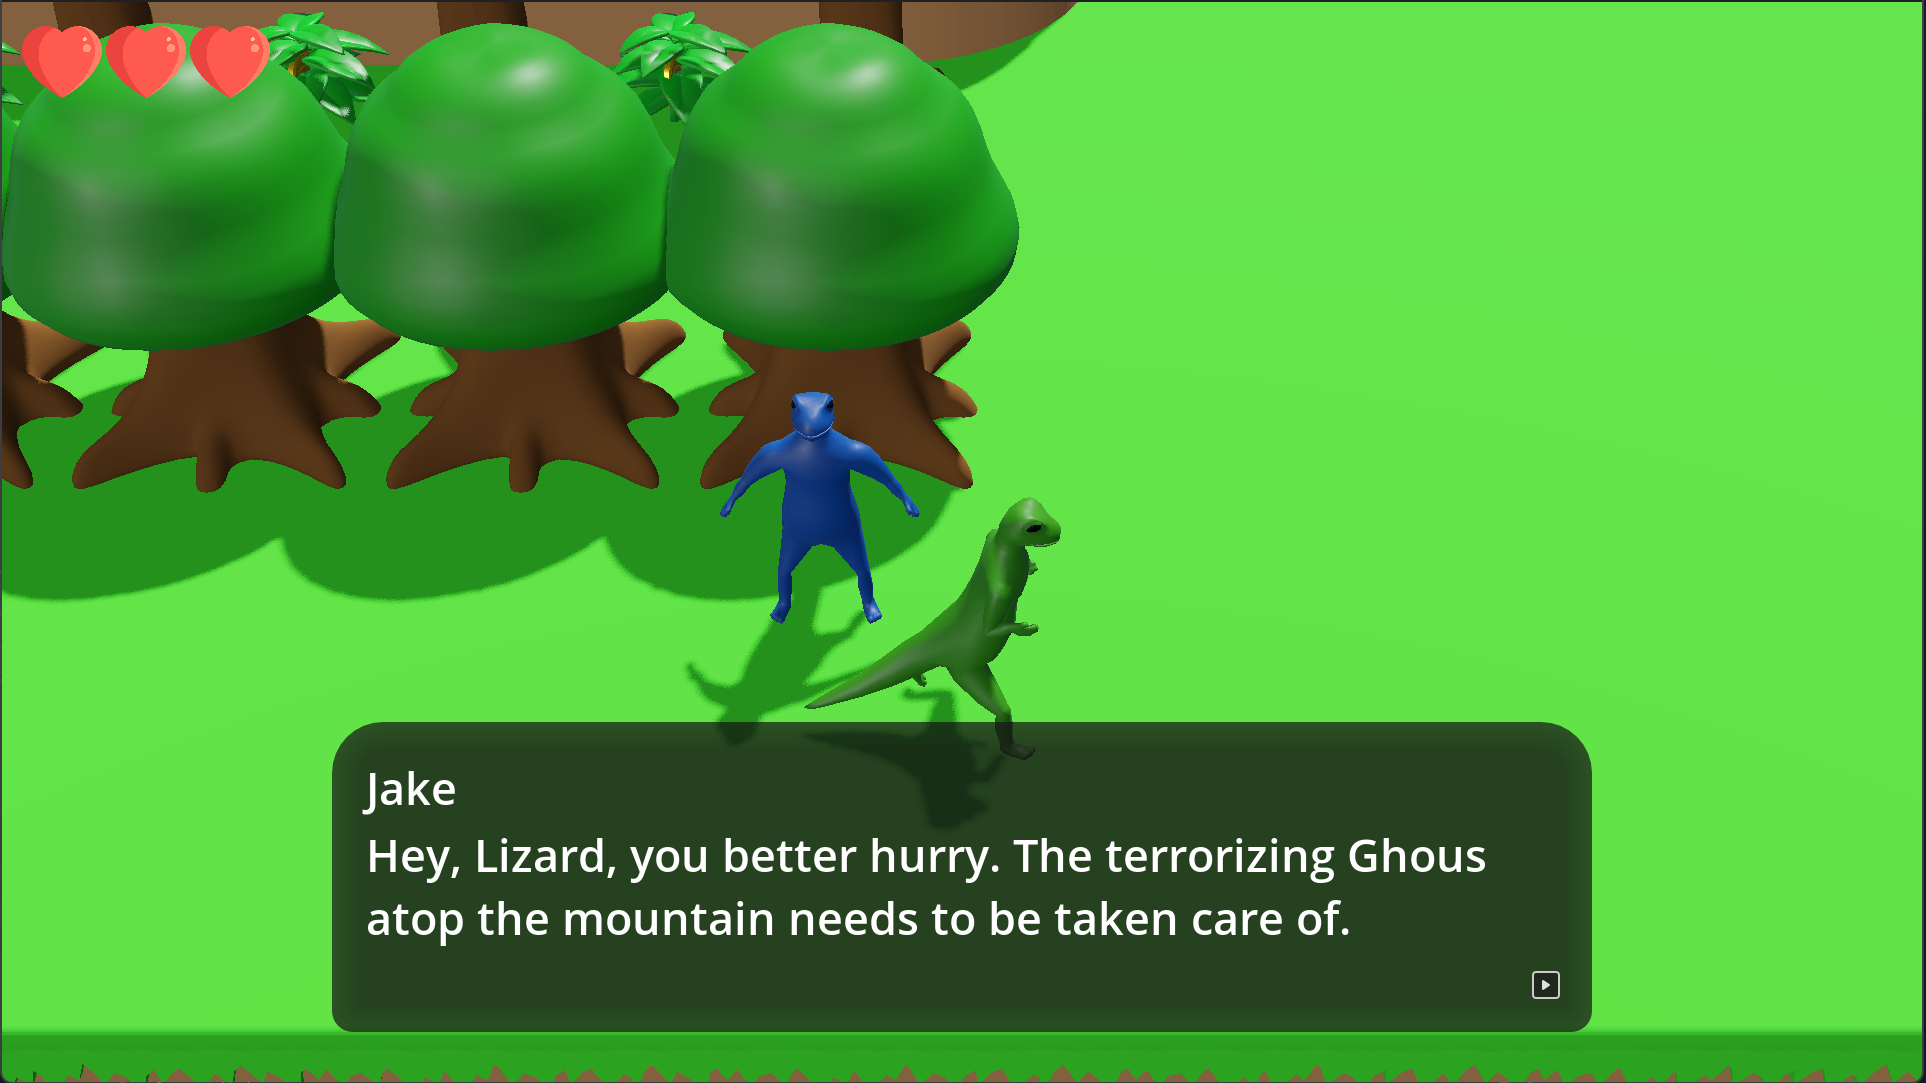 Jake
Hey, Lizard, you better hurry. The terrorizing Ghous
atop the mountain needs to be taken care of.